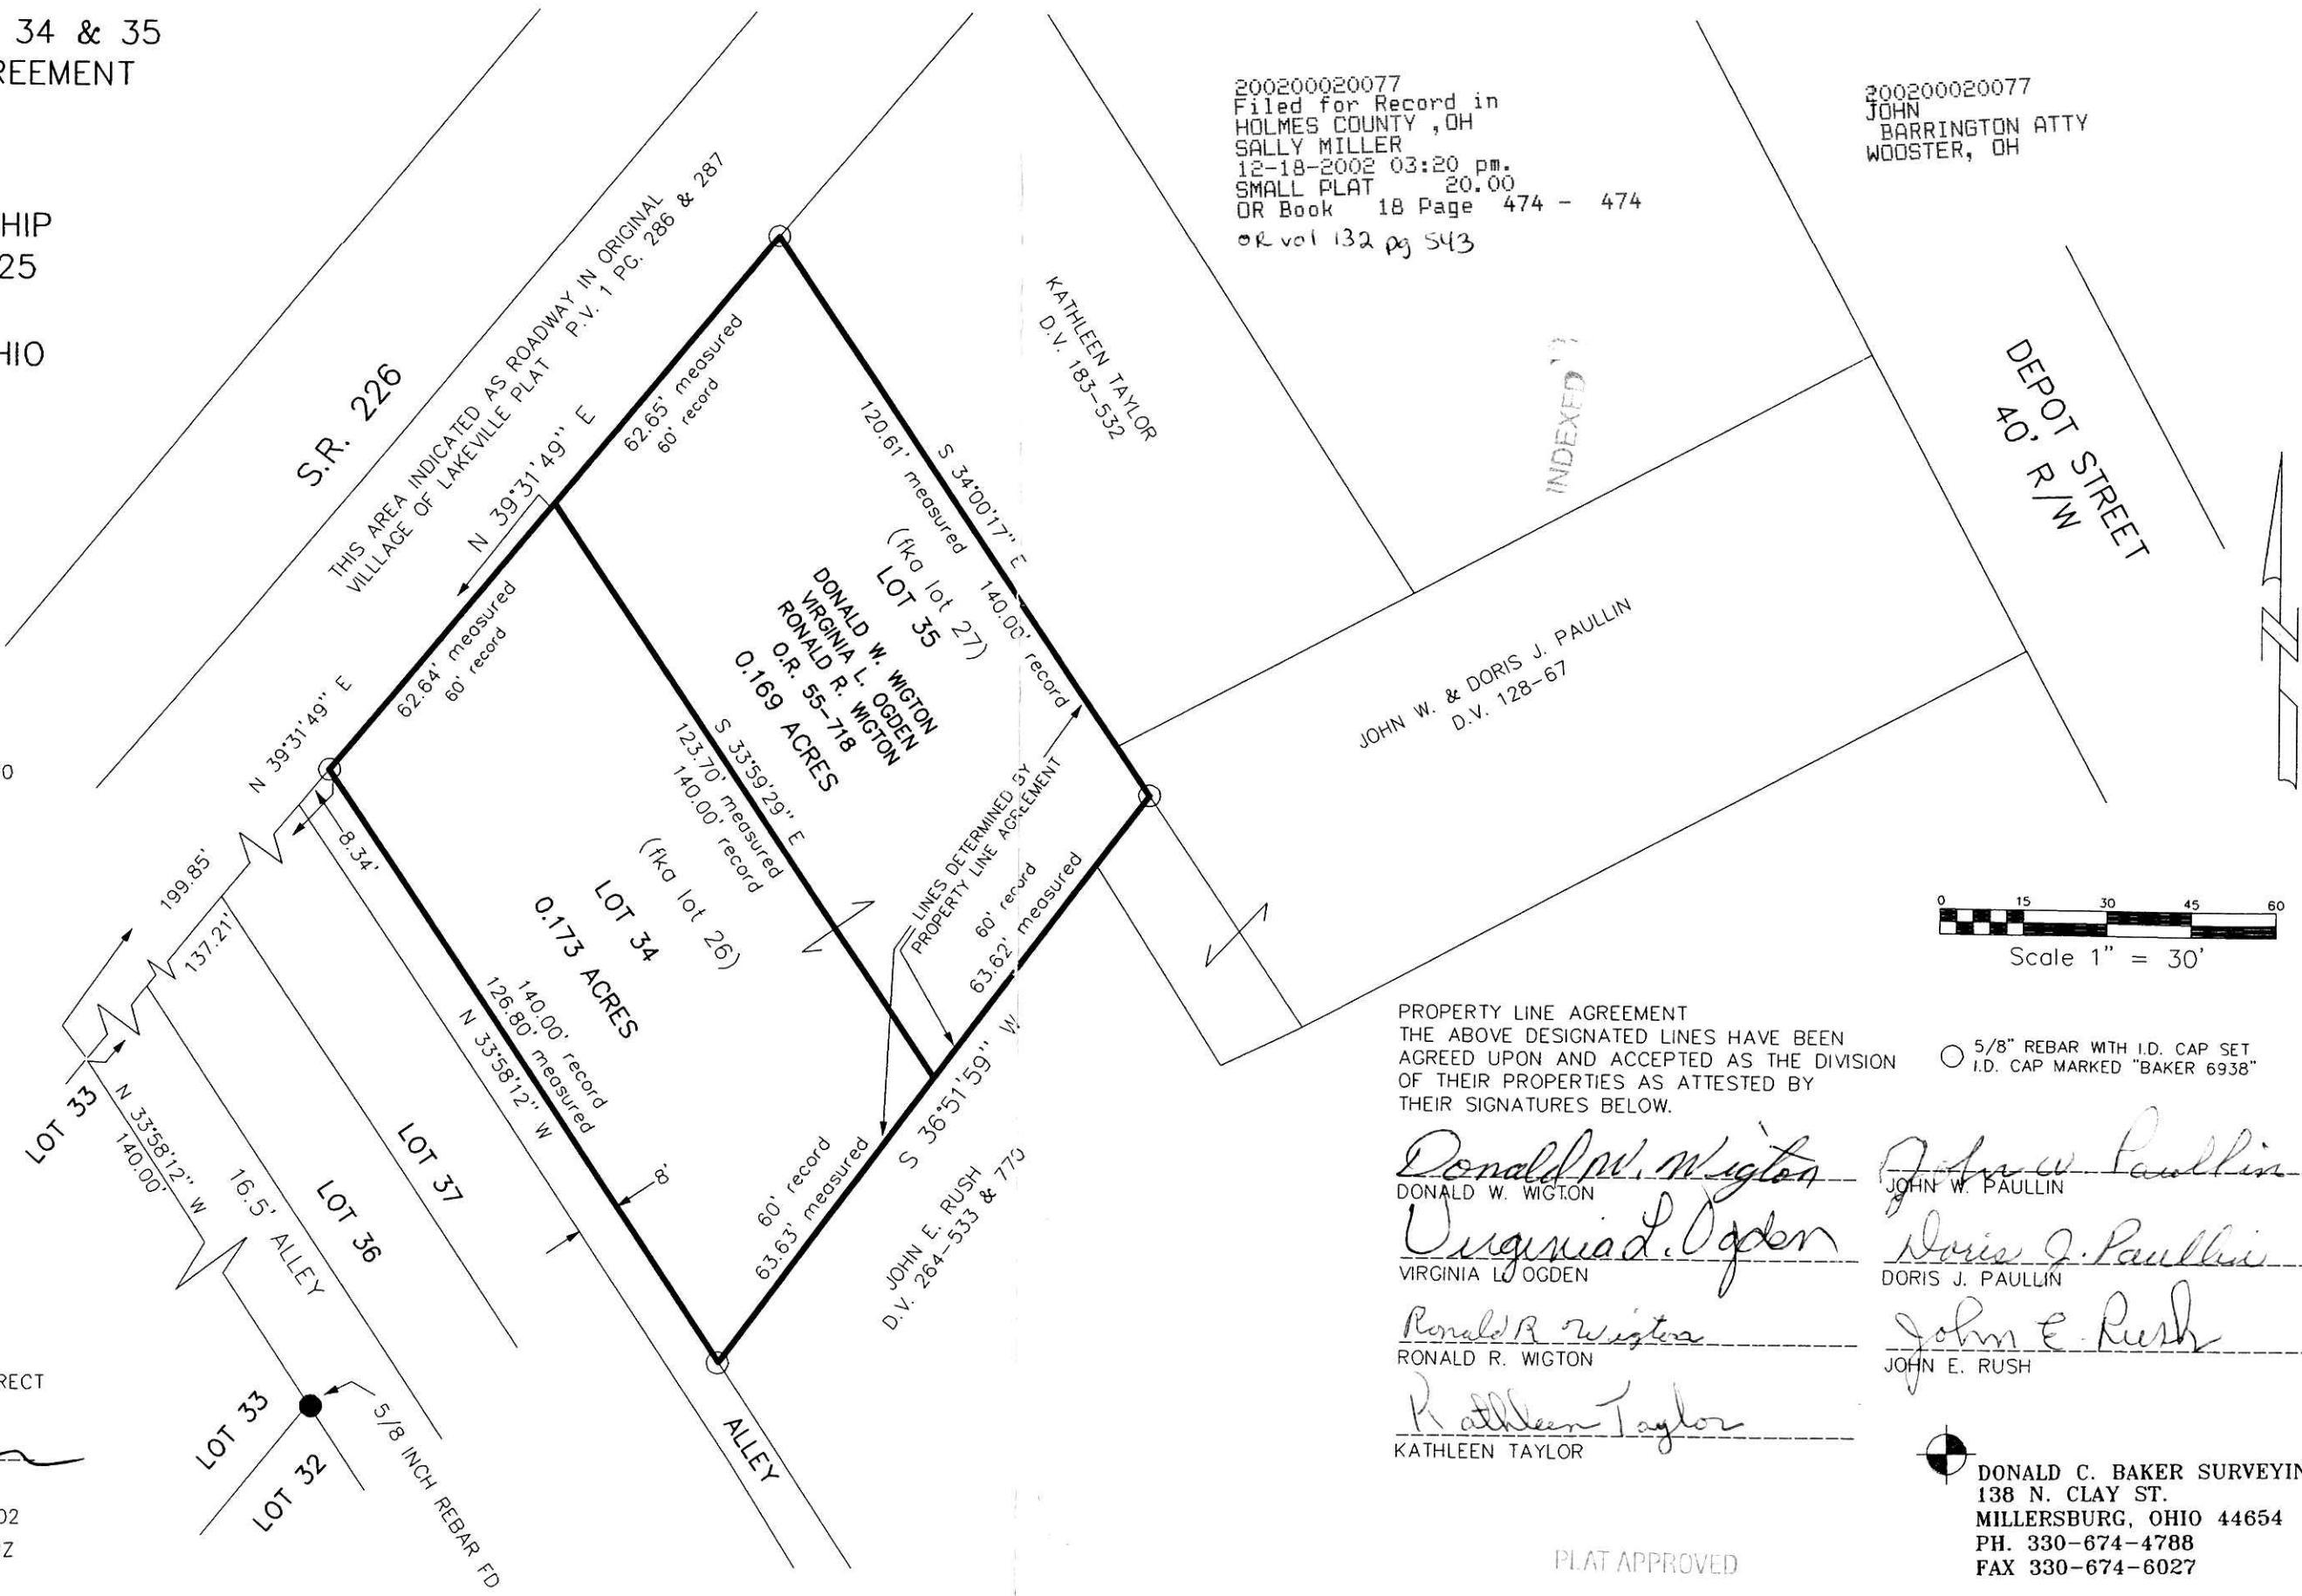 34 & 35
REEMENT
HIP
25
HIO
200200020077
Filed for Record in
HOLMES COUNTY ,OH
SALLY MILLER
12-18-2002 03:20 pm.
SMALL PLAT 20.00
OR Book 18 Page 474 - 474
OR vol 132 pg 543
200200020077
JOHN
BARRINGTON ATTY
WOOSTER, OH
S.R. 226
THIS AREA INDICATED AS ROADWAY IN ORIGINAL
VILLLAGE OF LAKEVILLE PLAT P.V. 1 PG. 286 & 287
KATHLEEN TAYLOR
D.V. 183-532
INDEXED
DEPOT STREET
40' R/W
62.65' measured
60' record
N 39°31'49" E
62.64' measured
60' record
N 39°31'49" E
120.61' measured
S 34°00'17" E
140.00' record
(fka lot 27)
LOT 35
DONALD W. WIGTON
VIRGINIA L. OGDEN
RONALD R. WIGTON
O.R. 55-718
0.169 ACRES
S 33°59'29" E
123.70' measured
140.00' record
LINES DETERMINED BY
PROPERTY LINE AGREEMENT
JOHN W. & DORIS J. PAULLIN
D.V. 128-67
(fka lot 26)
LOT 34
0.173 ACRES
60' record
63.62' measured
S 36°51'59" W
60' record
63.63' measured
JOHN E. RUSH
D.V. 264-533 & 770
140.00' record
126.80' measured
N 33°58'12" W
8.34'
8'
199.85'
137.21'
LOT 33
N 33°58'12" W
140.00'
16.5' ALLEY
LOT 36
LOT 37
LOT 33
LOT 32
5/8 INCH REBAR FD
ALLEY
0
RECT
02
PZ
N
0 15 30 45 60
Scale 1" = 30'
PROPERTY LINE AGREEMENT
THE ABOVE DESIGNATED LINES HAVE BEEN
AGREED UPON AND ACCEPTED AS THE DIVISION
OF THEIR PROPERTIES AS ATTESTED BY
THEIR SIGNATURES BELOW.
5/8" REBAR WITH I.D. CAP SET
I.D. CAP MARKED "BAKER 6938"
Donald W. Wigton
DONALD W. WIGTON
Virginia L. Ogden
VIRGINIA L. OGDEN
Ronald R Wigton
RONALD R. WIGTON
Kathleen Taylor
KATHLEEN TAYLOR
John W Paullin
JOHN W. PAULLIN
Doris J. Paullin
DORIS J. PAULLIN
John E. Rush
JOHN E. RUSH
DONALD C. BAKER SURVEYIN
138 N. CLAY ST.
MILLERSBURG, OHIO 44654
PH. 330-674-4788
FAX 330-674-6027
PLAT APPROVED